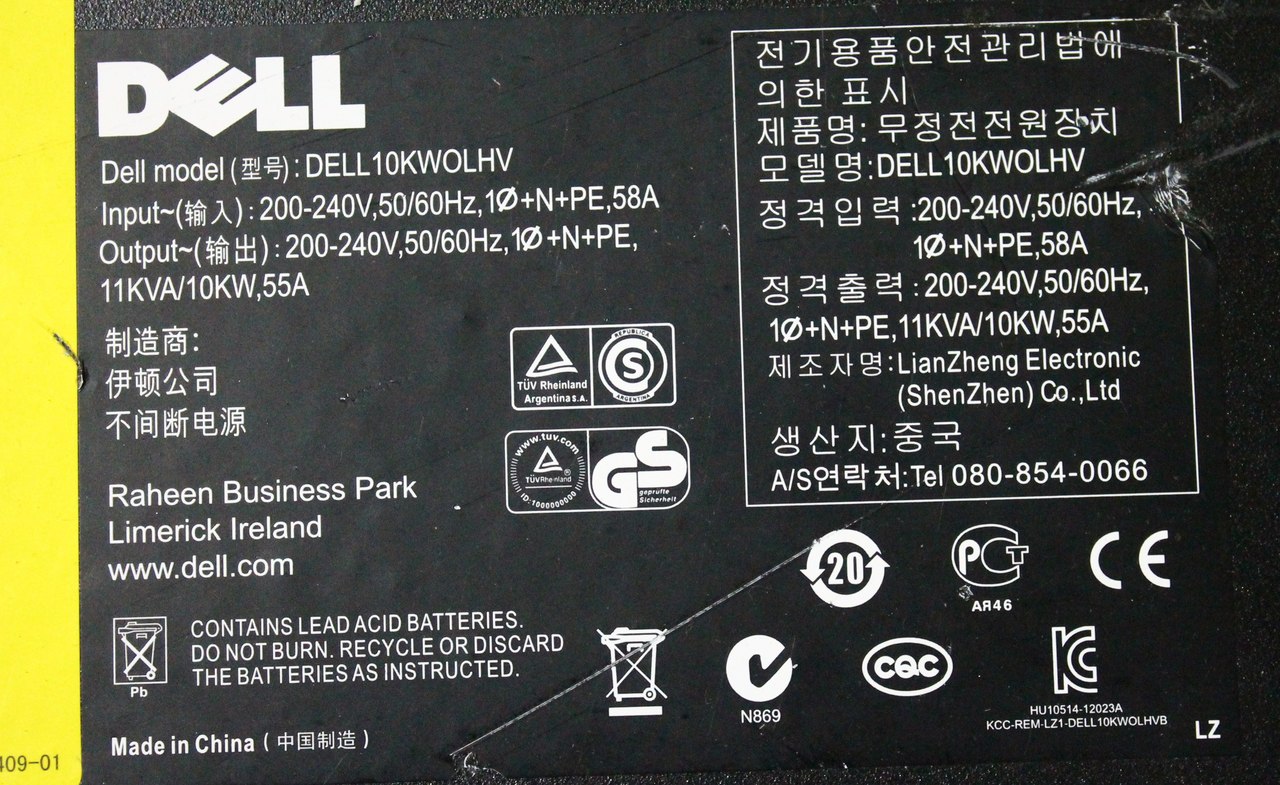 DELL
Dell model(型号): DELL10KWOLHV
Input~(输入): 200-240V,50/60Hz,1Ø+N+PE,58A
Output~(输出): 200-240V,50/60Hz,1Ø+N+PE,
11KVA/10KW,55A
制造商:
伊顿公司
不间断电源
Raheen Business Park
Limerick Ireland
www.dell.com
TÜV Rheinland
Argentina S.A.
REPUBLICA
S
ARGENTINA
www.tuv.com
TÜVRheinland
ID:1000000000
GS
geprüfte
Sicherheit
전기용품안전관리법에
의한 표시
제품명: 무정전전원장치
모델명:DELL10KWOLHV
정격입력 :200-240V,50/60Hz,
1Ø+N+PE,58A
정격출력 :200-240V,50/60Hz,
1Ø+N+PE,11KVA/10KW,55A
제조자명:LianZheng Electronic
(ShenZhen) Co.,Ltd
생산지:중국
A/S연락처:Tel 080-854-0066
20
PCT
АЯ46
CE
Pb
CONTAINS LEAD ACID BATTERIES.
DO NOT BURN. RECYCLE OR DISCARD
THE BATTERIES AS INSTRUCTED.
N869
CQC
KC
HU10514-12023A
KCC-REM-LZ1-DELL10KWOLHVB
LZ
Made in China (中国制造)
409-01